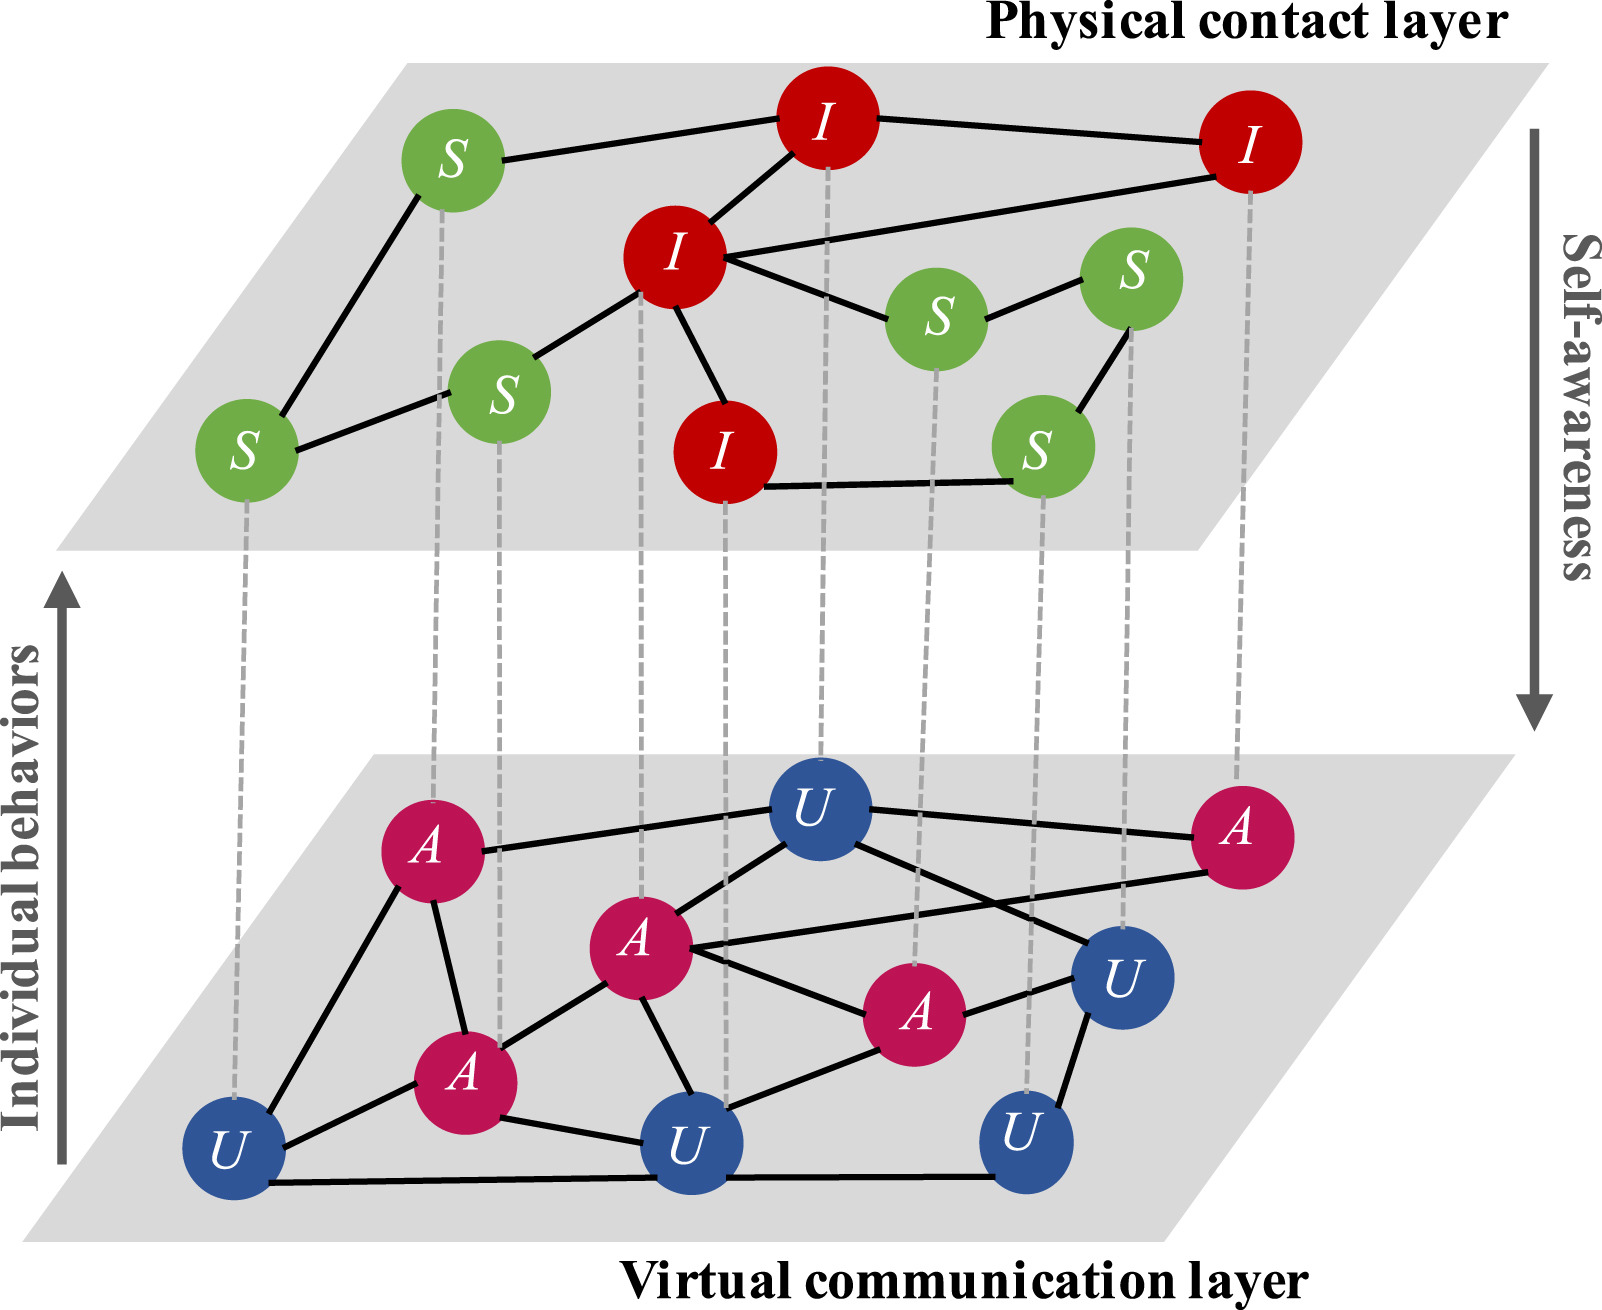 Physical contact layer
I
I
S
I
S
S
S
S
I
S
Self-awareness
Individual behaviors
U
A
A
A
U
A
A
U
U
U
Virtual communication layer